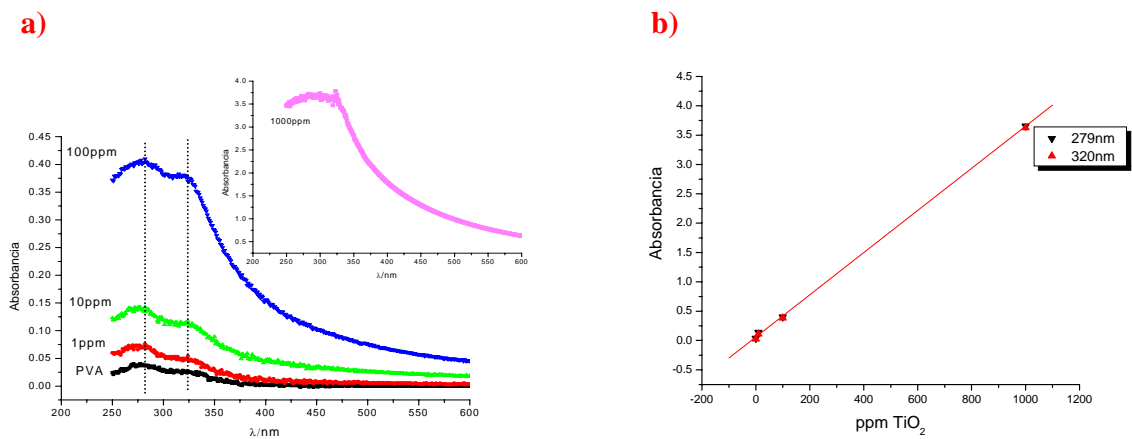 a)
b)
100ppm
10ppm
1ppm
PVA
0.45
0.40
0.35
0.30
0.25
0.20
0.15
0.10
0.05
0.00
Absorbancia
200 250 300 350 400 450 500 550 600
λ/nm
1000ppm
4.0
3.5
3.0
2.5
2.0
1.5
1.0
0.5
Absorbancia
200 250 300 350 400 450 500 550 600
λ/nm
4.5
4.0
3.5
3.0
2.5
2.0
1.5
1.0
0.5
0.0
-0.5
Absorbancia
-200 0 200 400 600 800 1000 1200
ppm TiO2
279nm
320nm